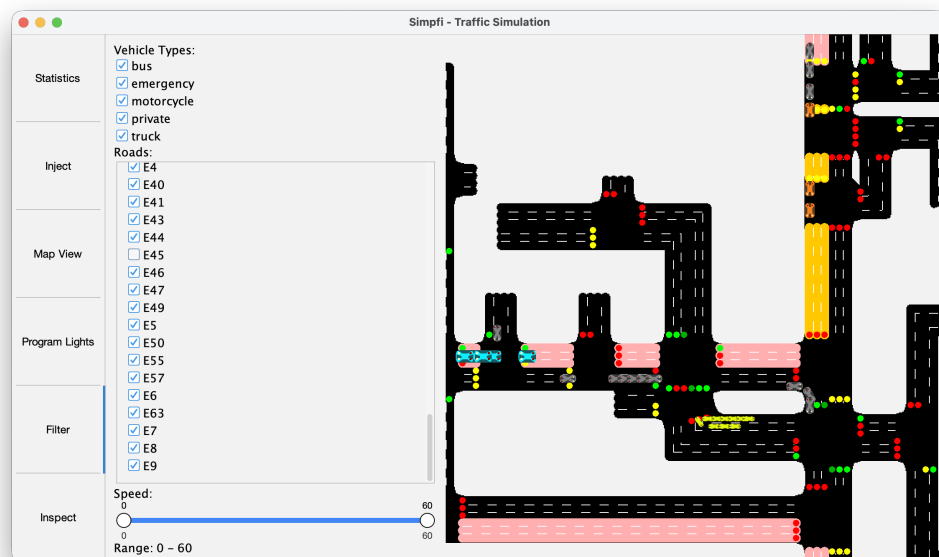 Simpfi - Traffic Simulation
Statistics
Inject
Map View
Program Lights
Filter
Inspect
Vehicle Types:
bus
emergency
motorcycle
private
truck
Roads:
E4
E40
E41
E43
E44
E45
E46
E47
E49
E5
E50
E55
E57
E6
E63
E7
E8
E9
Speed:
0 60
0 60
Range: 0 – 60